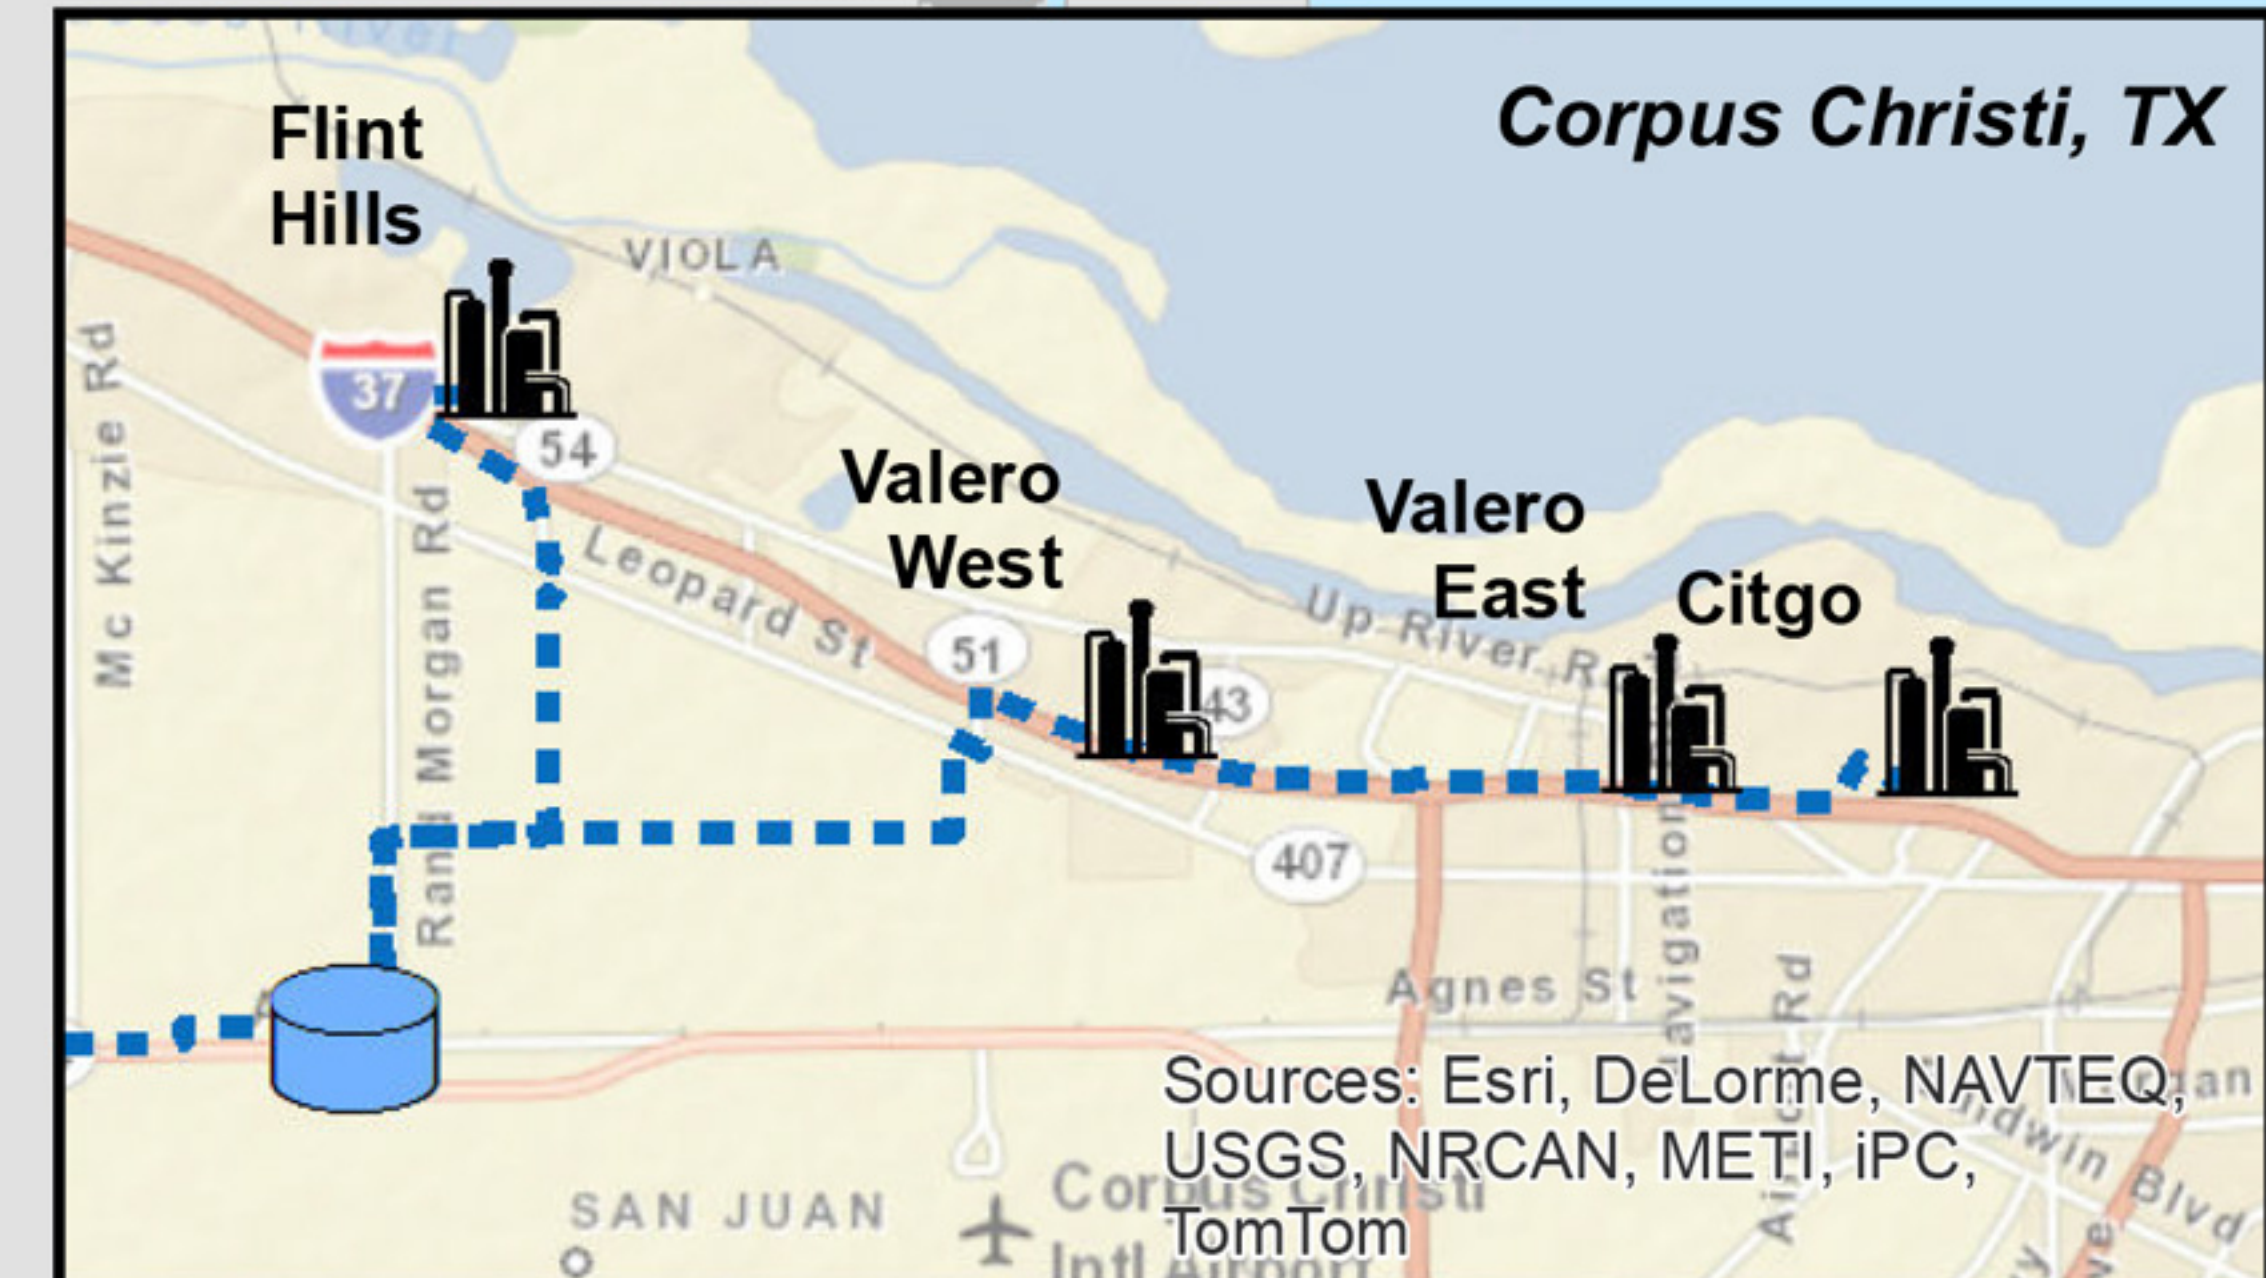 Corpus Christi, TX
Flint
Hills
VIOLA
37
54
Mc Kinzie Rd
Rand Morgan Rd
Leopard St
Valero
West
51
43
Valero
East
Citgo
Up River
407
Navigation
Agnes St
Airport Rd
Sources: Esri, DeLorme, NAVTEQ,
USGS, NRCAN, METI, iPC,
TomTom
SAN JUAN
Corpus Christi
Intl Airport
Blvd